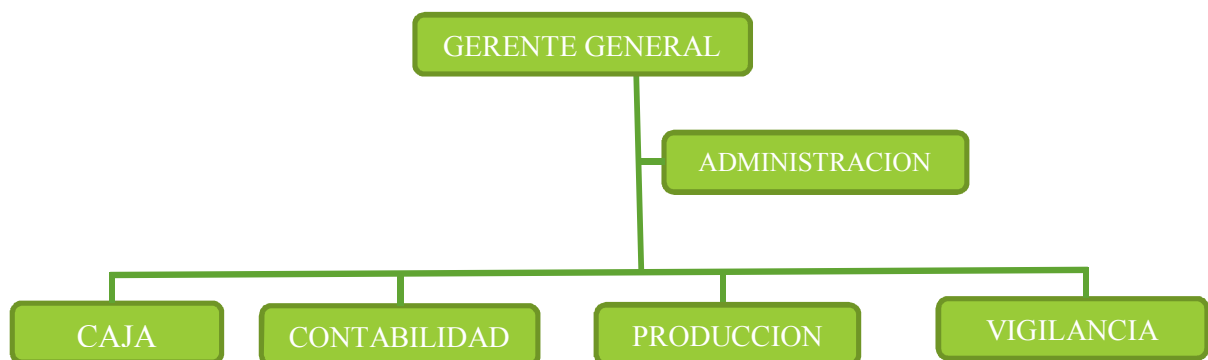 GERENTE GENERAL
ADMINISTRACION
CAJA
CONTABILIDAD
PRODUCCION
VIGILANCIA